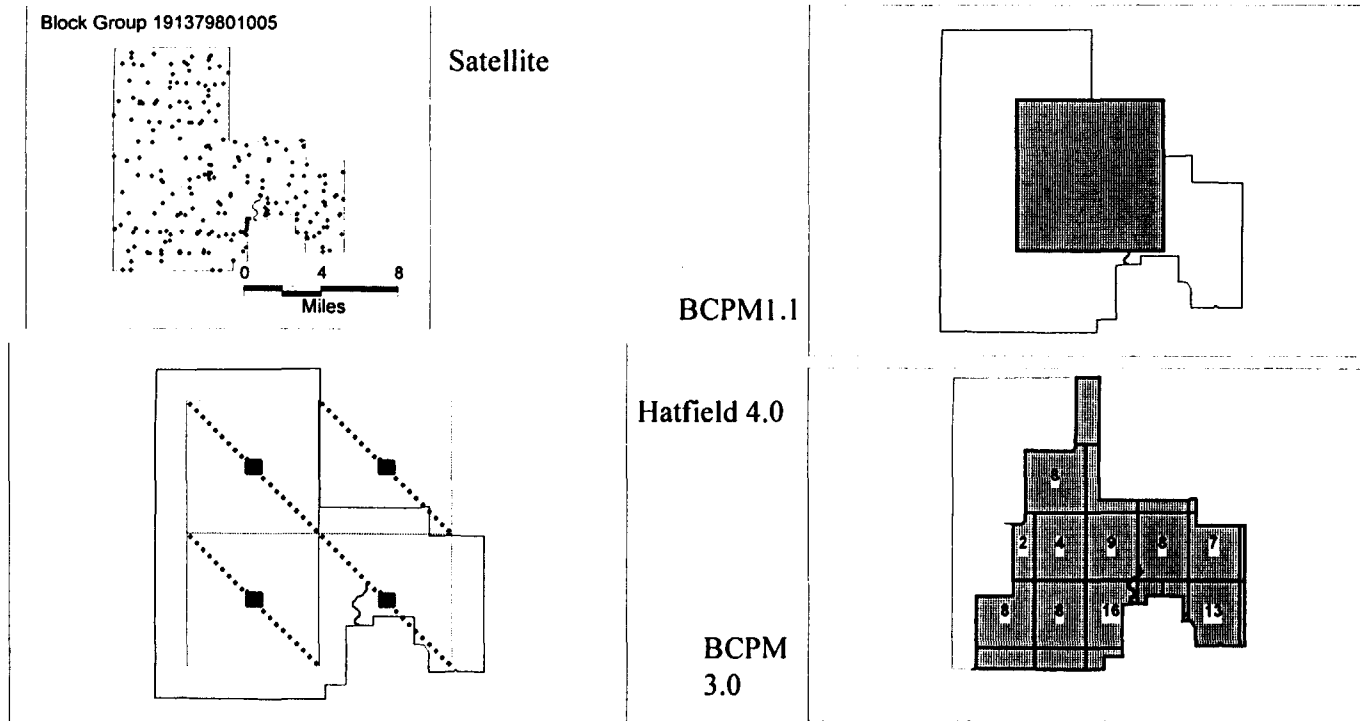 Block Group 191379801005
Satellite
0 4 8
Miles
BCPM1.1
Hatfield 4.0
BCPM
3.0
8
2 4 9 8 7
8 8 16 13